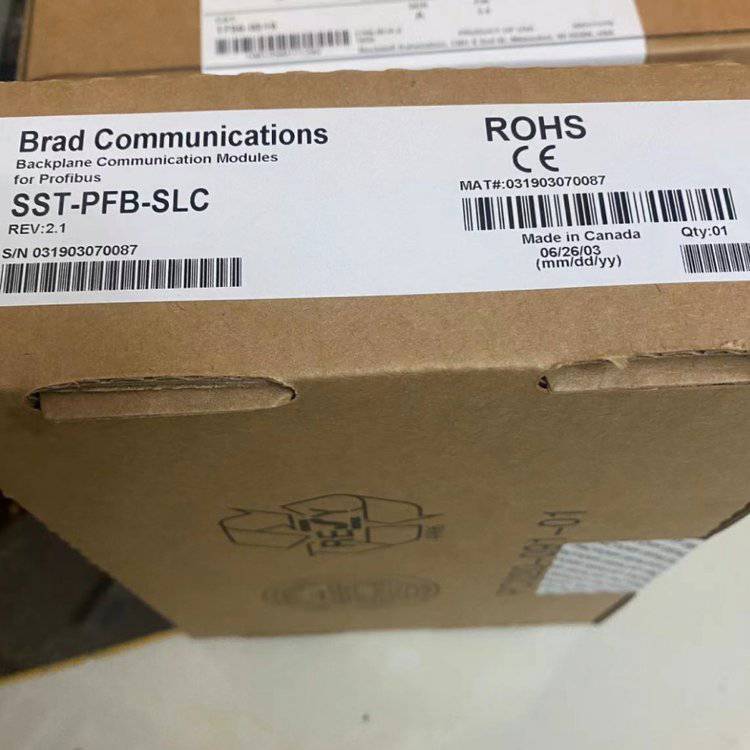 A
Brad Communications
Backplane Communication Modules
for Profibus
SST-PFB-SLC
REV:2.1
S/N 031903070087
ROHS
CE
MAT#:031903070087
Made in Canada
Qty:01
06/26/03
(mm/dd/yy)